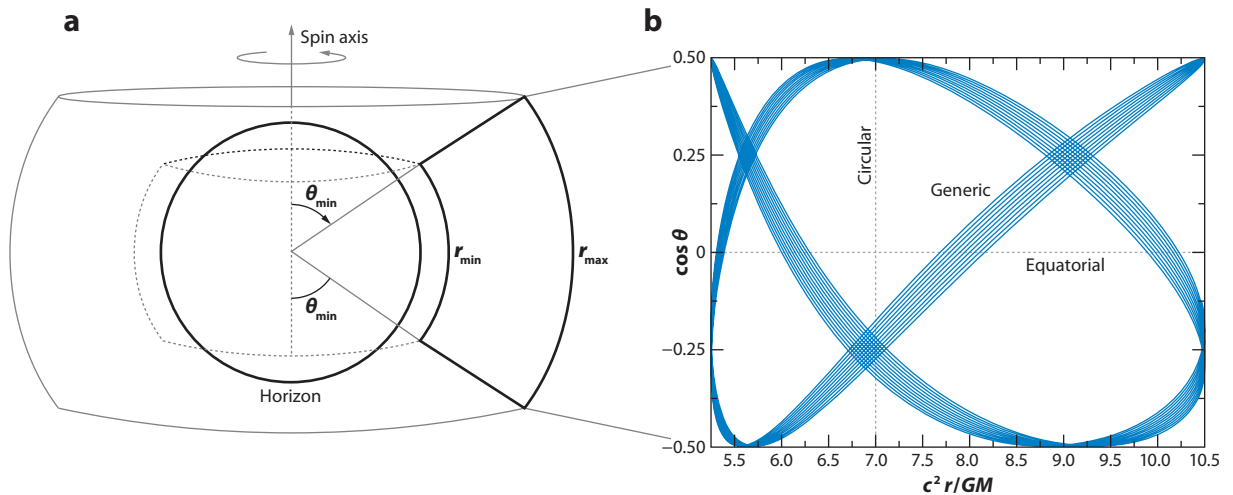 a
Spin axis
θmin
θmin
rmin
rmax
Horizon
b
0.50
0.25
0
−0.25
−0.50
cos θ
Circular
Generic
Equatorial
5.5 6.0 6.5 7.0 7.5 8.0 8.5 9.0 9.5 10.0 10.5
c² r/GM